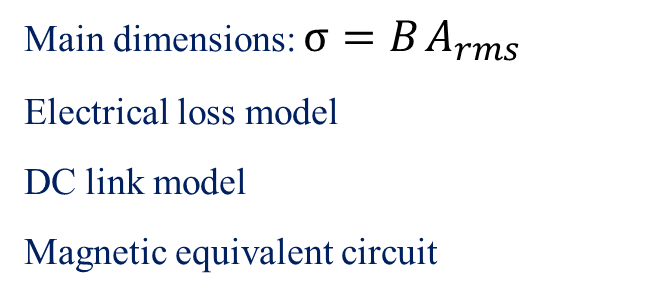 Main dimensions: σ = B A_rms
Electrical loss model
DC link model
Magnetic equivalent circuit